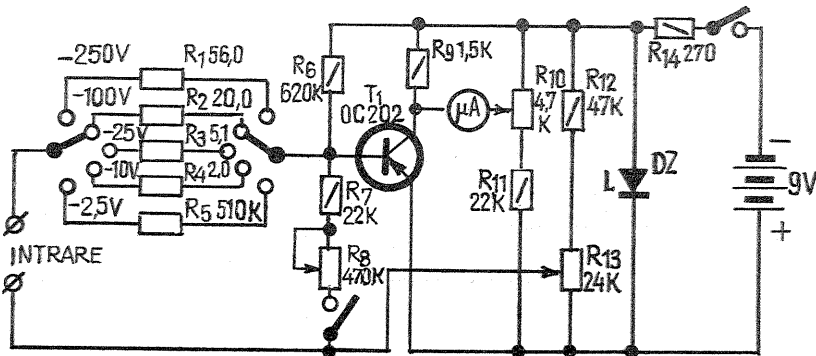 -250V
R1 56,0
-100V
R2 20,0
-25V
R3 5,1
-10V
R4 2,0
-2,5V
R5 510K
INTRARE
R6
620K
T1
OC202
R7
22K
R8
470K
R9 1,5K
µA
R10
4,7
K
R11
22K
R12
47K
R13
24K
R14 270
L
DZ
-
9V
+